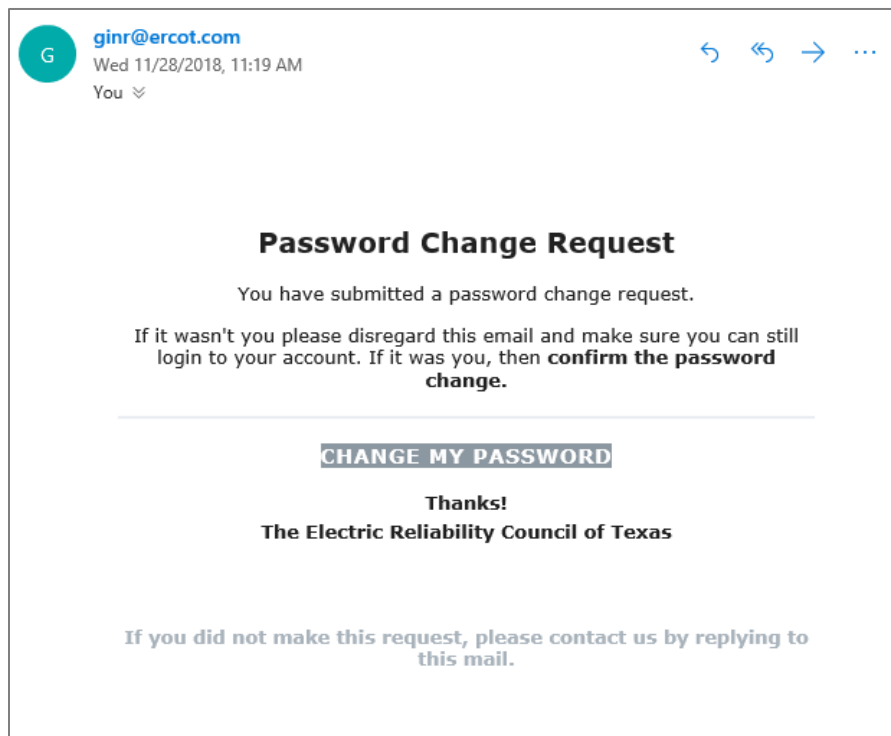 G
ginr@ercot.com
Wed 11/28/2018, 11:19 AM
You
Password Change Request
You have submitted a password change request.
If it wasn't you please disregard this email and make sure you can still
login to your account. If it was you, then confirm the password
change.
CHANGE MY PASSWORD
Thanks!
The Electric Reliability Council of Texas
If you did not make this request, please contact us by replying to
this mail.